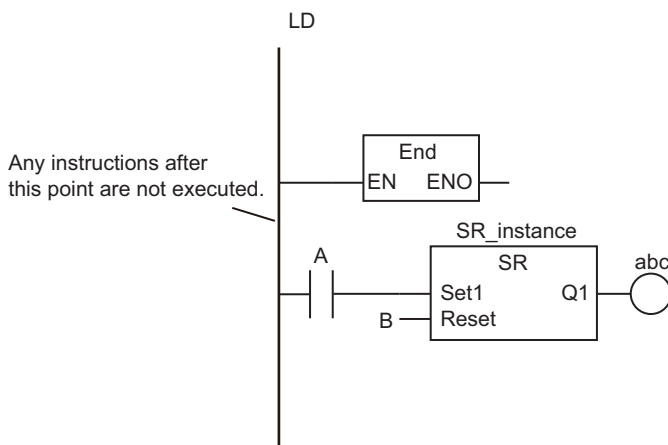 LD
End
EN ENO
Any instructions after
this point are not executed.
SR_instance
A
SR
abc
Set1 Q1
B Reset